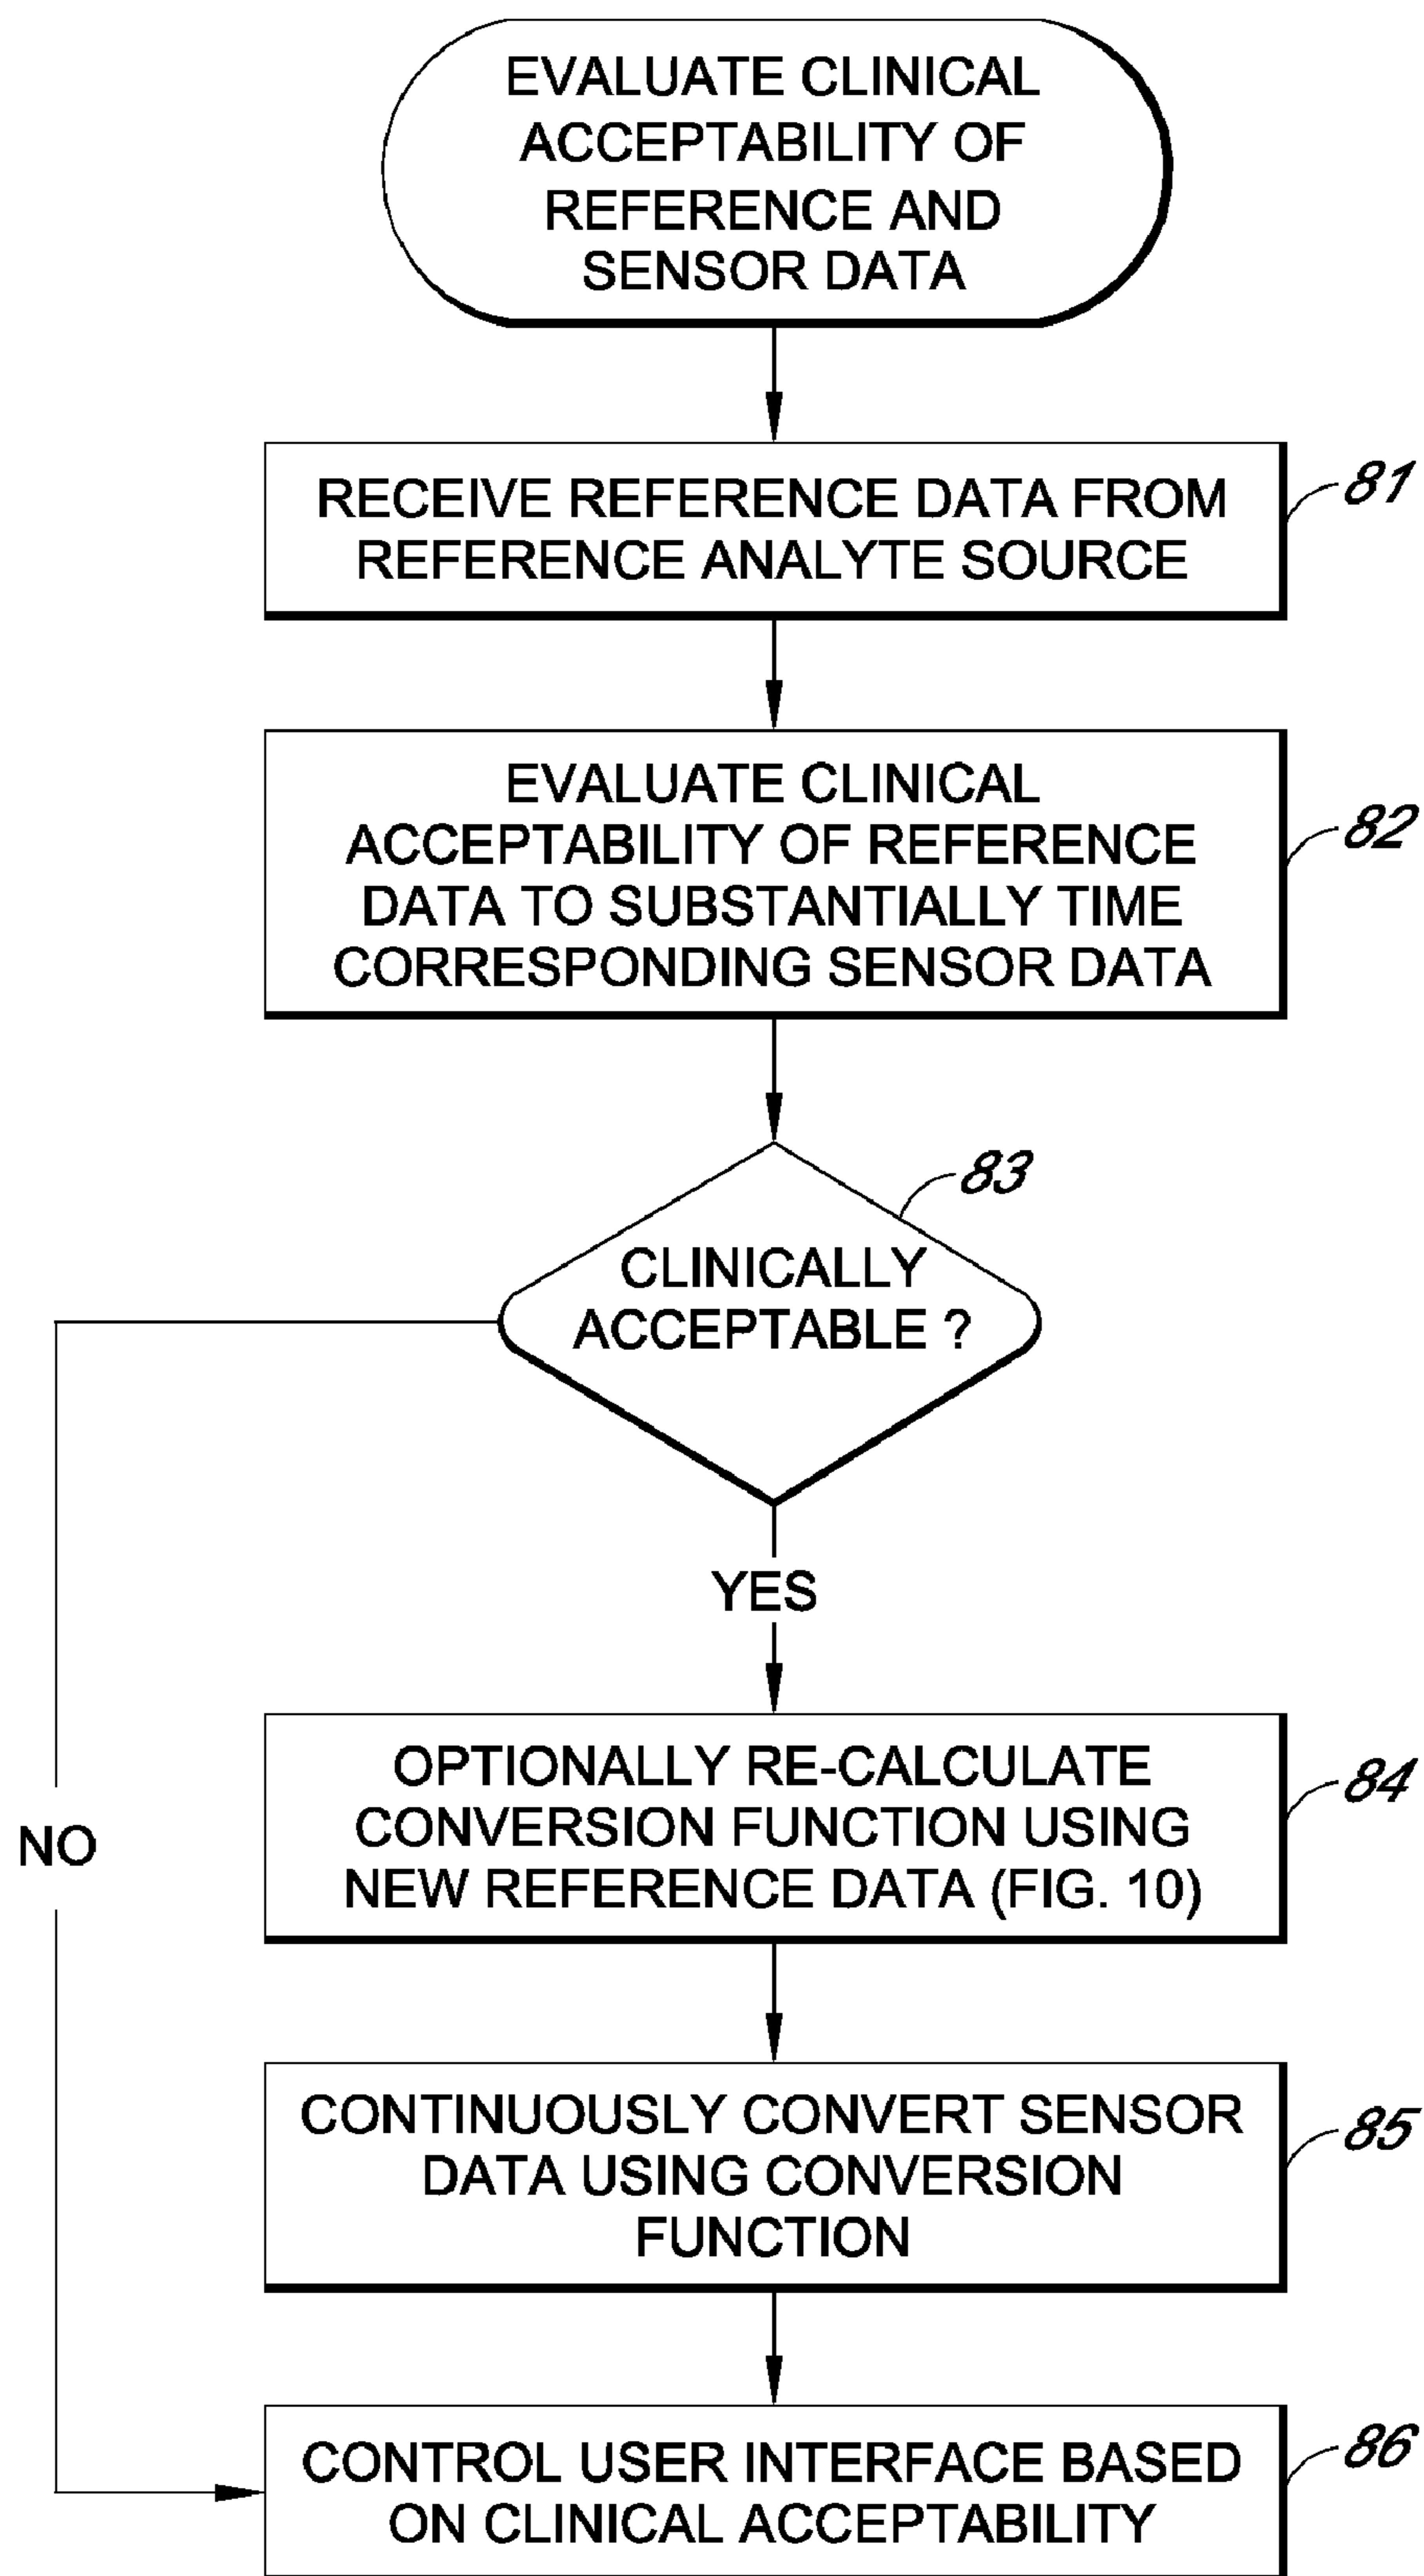 EVALUATE CLINICAL
ACCEPTABILITY OF
REFERENCE AND
SENSOR DATA
RECEIVE REFERENCE DATA FROM
REFERENCE ANALYTE SOURCE
81
EVALUATE CLINICAL
ACCEPTABILITY OF REFERENCE
DATA TO SUBSTANTIALLY TIME
CORRESPONDING SENSOR DATA
82
83
CLINICALLY
ACCEPTABLE ?
YES
NO
OPTIONALLY RE-CALCULATE
CONVERSION FUNCTION USING
NEW REFERENCE DATA (FIG. 10)
84
CONTINUOUSLY CONVERT SENSOR
DATA USING CONVERSION
FUNCTION
85
CONTROL USER INTERFACE BASED
ON CLINICAL ACCEPTABILITY
86